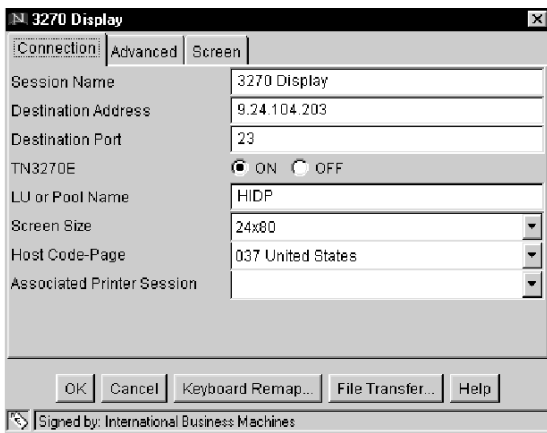 3270 Display
Connection Advanced Screen
Session Name 3270 Display
Destination Address 9.24.104.203
Destination Port 23
TN3270E ON OFF
LU or Pool Name HIDP
Screen Size 24x80
Host Code-Page 037 United States
Associated Printer Session
OK Cancel Keyboard Remap... File Transfer... Help
Signed by: International Business Machines